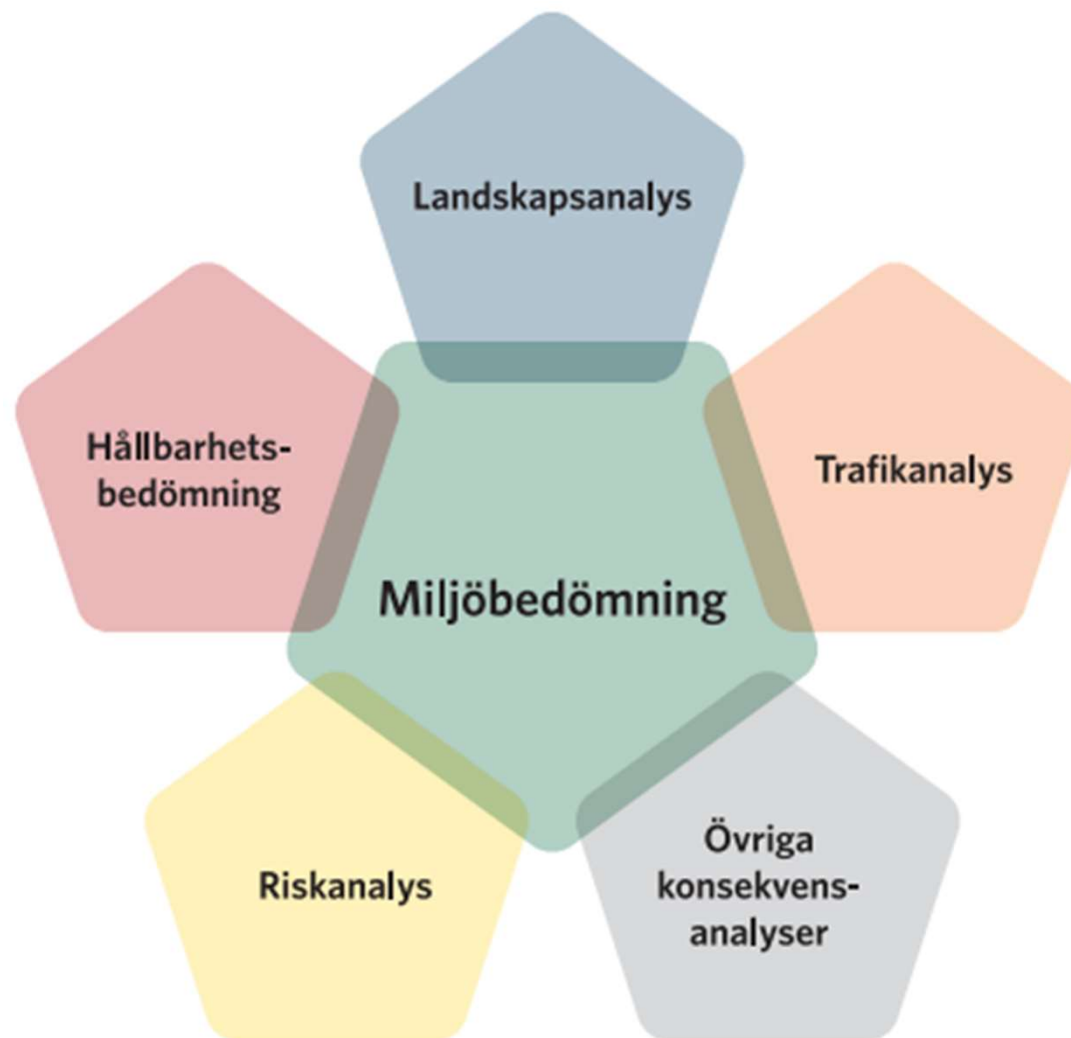 Landskapsanalys
Hållbarhets-
bedömning
Trafikanalys
Miljöbedömning
Riskanalys
Övriga
konsekvens-
analyser